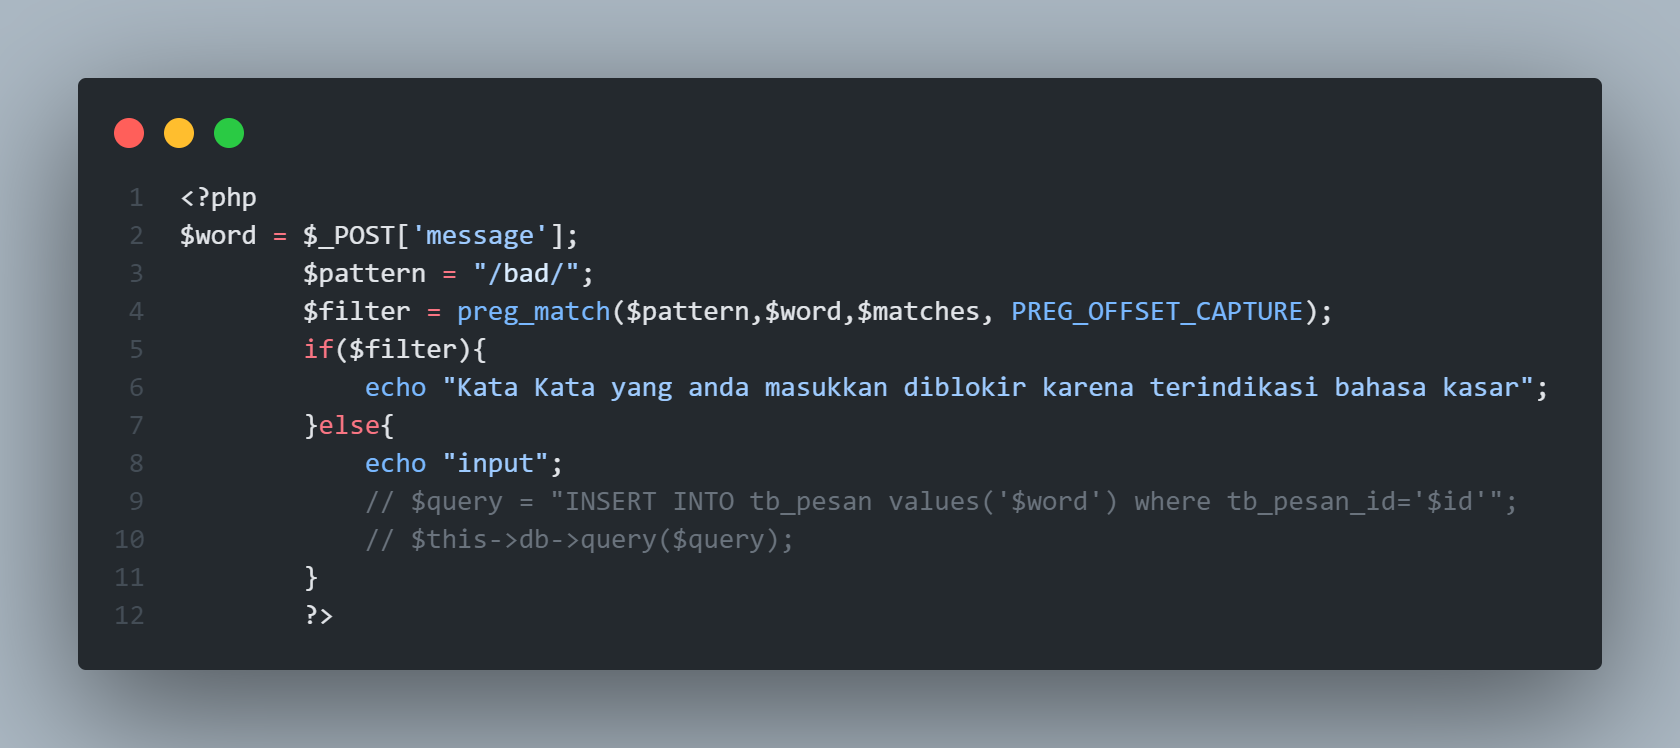 1 <?php
2 $word = $_POST['message'];
3 $pattern = "/bad/";
4 $filter = preg_match($pattern,$word,$matches, PREG_OFFSET_CAPTURE);
5 if($filter){
6 echo "Kata Kata yang anda masukkan diblokir karena terindikasi bahasa kasar";
7 }else{
8 echo "input";
9 // $query = "INSERT INTO tb_pesan values('$word') where tb_pesan_id='$id'";
10 // $this->db->query($query);
11 }
12 ?>